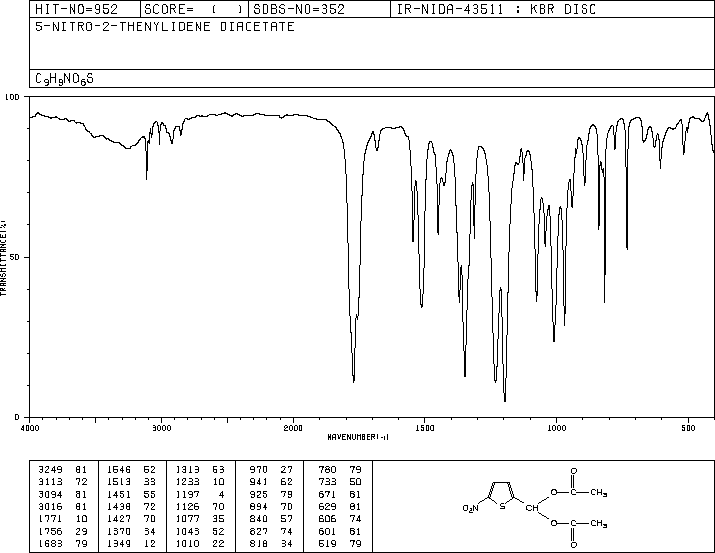 HIT-NO=952 SCORE= ( ) SDBS-NO=352 IR-NIDA-43511 : KBR DISC
5-NITRO-2-THENYLIDENE DIACETATE
C9H9NO6S
100
50
0
TRANSMITTANCE(%)
4000 3000 2000 1500 1000 500
WAVENUMBER(-1)
3249 81 1546 52 1313 53 970 27 780 79
3113 72 1513 33 1233 10 941 62 733 50
3094 81 1451 55 1197 4 925 79 671 81
3016 81 1438 72 1126 70 894 70 629 81
1771 10 1427 70 1077 35 840 57 606 74
1756 29 1370 34 1043 52 827 74 601 81
1683 79 1349 12 1010 22 818 34 519 79
O
O2N S CH O C CH3
O C CH3
O